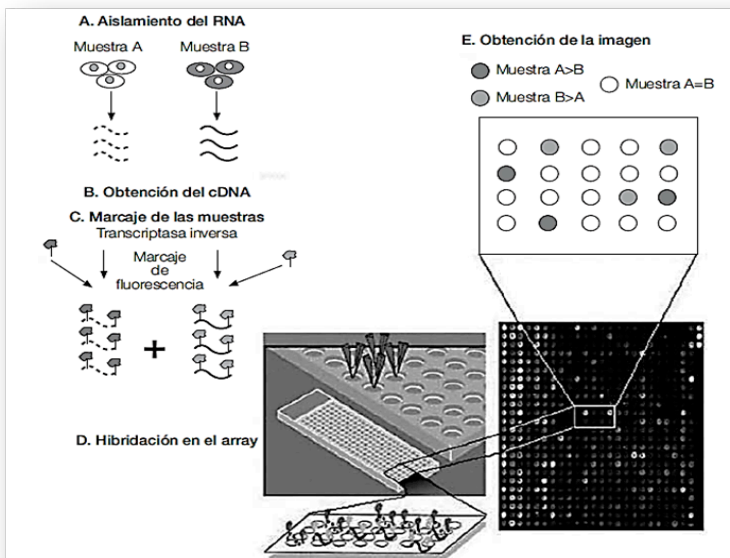 A. Aislamiento del RNA
Muestra A
Muestra B
B. Obtención del cDNA
C. Marcaje de las muestras
Transcriptasa inversa
Marcaje
de
fluorescencia
+
D. Hibridación en el array
E. Obtención de la imagen
Muestra A>B
Muestra B>A
Muestra A=B